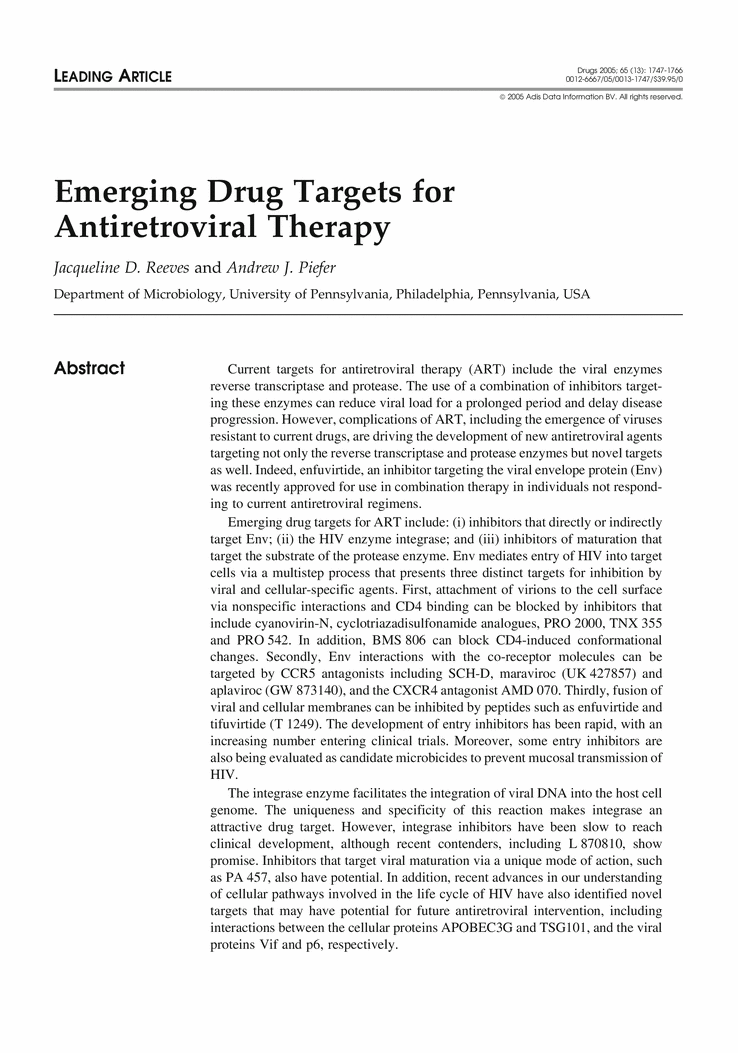 LEADING ARTICLE
Drugs 2005; 65 (13): 1747-1766
0012-6667/05/0013-1747/$39.95/0
© 2005 Adis Data Information BV. All rights reserved.
Emerging Drug Targets for
Antiretroviral Therapy
Jacqueline D. Reeves and Andrew J. Piefer
Department of Microbiology, University of Pennsylvania, Philadelphia, Pennsylvania, USA
Abstract
Current targets for antiretroviral therapy (ART) include the viral enzymes
reverse transcriptase and protease. The use of a combination of inhibitors target-
ing these enzymes can reduce viral load for a prolonged period and delay disease
progression. However, complications of ART, including the emergence of viruses
resistant to current drugs, are driving the development of new antiretroviral agents
targeting not only the reverse transcriptase and protease enzymes but novel targets
as well. Indeed, enfuvirtide, an inhibitor targeting the viral envelope protein (Env)
was recently approved for use in combination therapy in individuals not respond-
ing to current antiretroviral regimens.
Emerging drug targets for ART include: (i) inhibitors that directly or indirectly
target Env; (ii) the HIV enzyme integrase; and (iii) inhibitors of maturation that
target the substrate of the protease enzyme. Env mediates entry of HIV into target
cells via a multistep process that presents three distinct targets for inhibition by
viral and cellular-specific agents. First, attachment of virions to the cell surface
via nonspecific interactions and CD4 binding can be blocked by inhibitors that
include cyanovirin-N, cyclotriazadisulfonamide analogues, PRO 2000, TNX 355
and PRO 542. In addition, BMS 806 can block CD4-induced conformational
changes. Secondly, Env interactions with the co-receptor molecules can be
targeted by CCR5 antagonists including SCH-D, maraviroc (UK 427857) and
aplaviroc (GW 873140), and the CXCR4 antagonist AMD 070. Thirdly, fusion of
viral and cellular membranes can be inhibited by peptides such as enfuvirtide and
tifuvirtide (T 1249). The development of entry inhibitors has been rapid, with an
increasing number entering clinical trials. Moreover, some entry inhibitors are
also being evaluated as candidate microbicides to prevent mucosal transmission of
HIV.
The integrase enzyme facilitates the integration of viral DNA into the host cell
genome. The uniqueness and specificity of this reaction makes integrase an
attractive drug target. However, integrase inhibitors have been slow to reach
clinical development, although recent contenders, including L 870810, show
promise. Inhibitors that target viral maturation via a unique mode of action, such
as PA 457, also have potential. In addition, recent advances in our understanding
of cellular pathways involved in the life cycle of HIV have also identified novel
targets that may have potential for future antiretroviral intervention, including
interactions between the cellular proteins APOBEC3G and TSG101, and the viral
proteins Vif and p6, respectively.